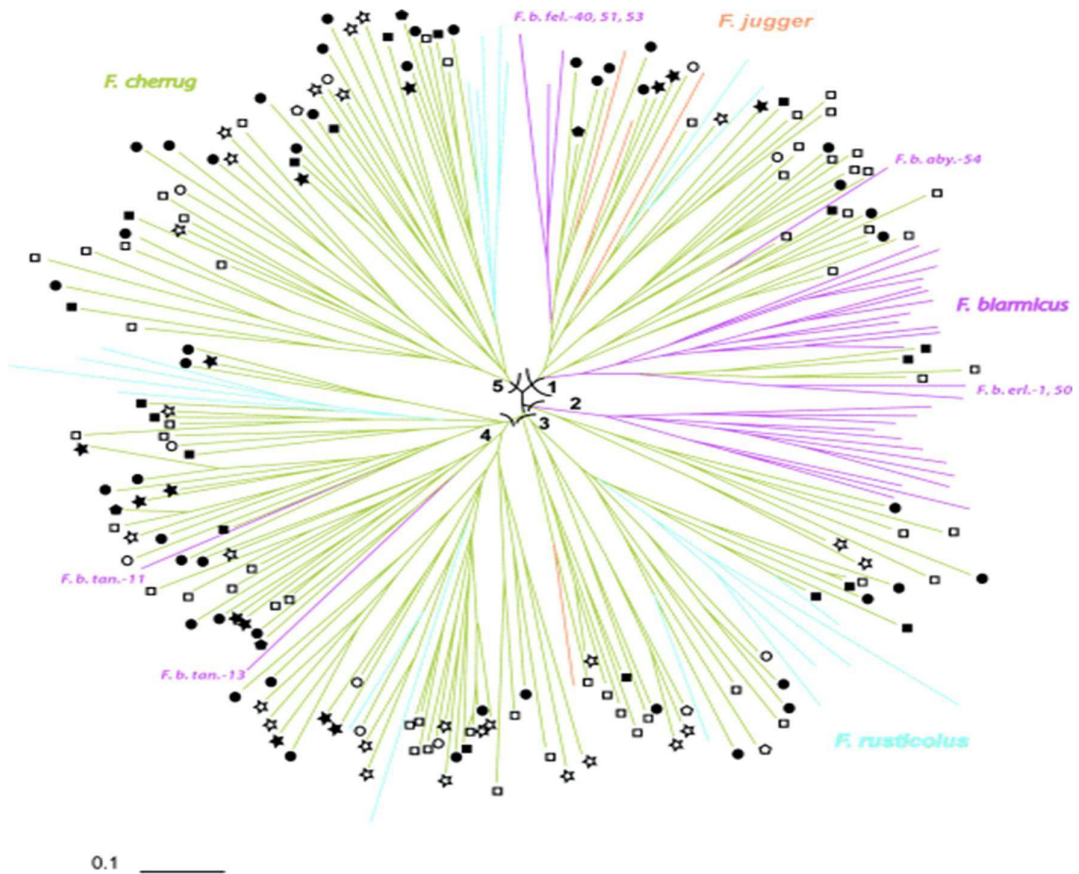 F. b. fel.-40, 51, 53
F. jugger
F. cherrug
F. b. aby.-54
F. biarmicus
5
1
F. b. erl.-1, 50
2
3
4
F. b. tan.-11
F. b. tan.-13
F. rusticolus
0.1